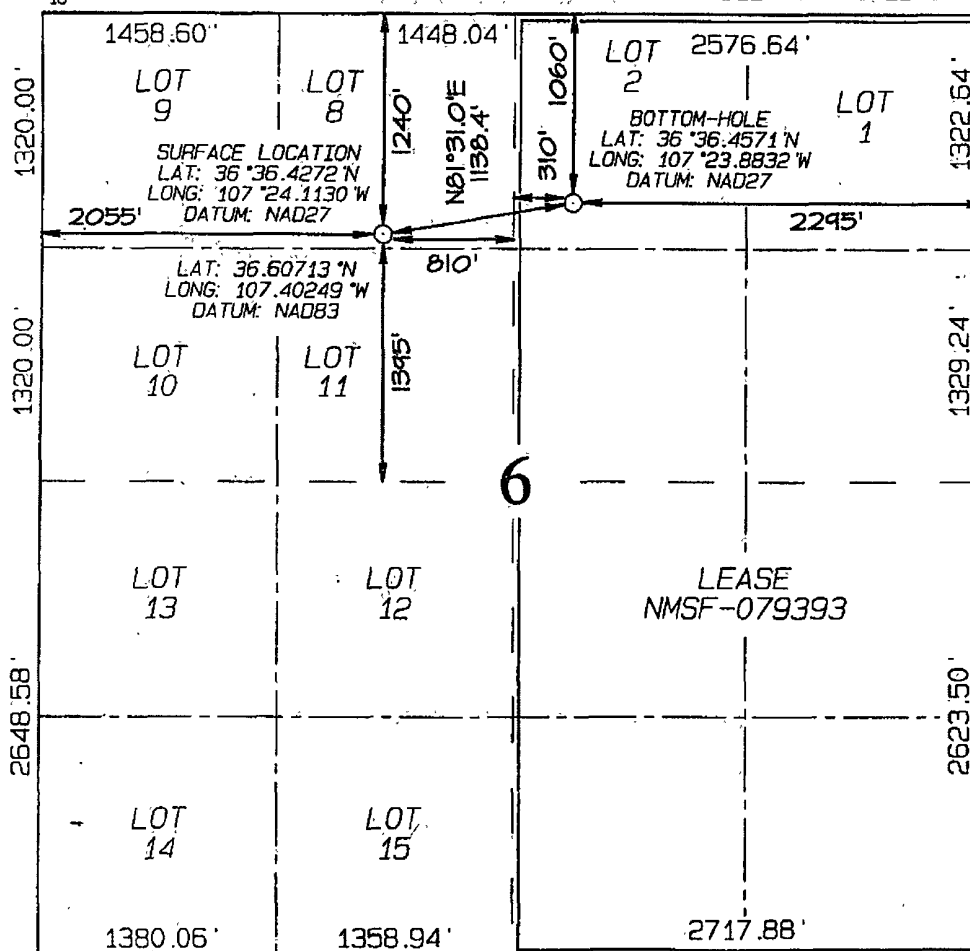 1458.60'' 1448.04' 2576.64'
LOT
9
LOT
8
LOT
2
LOT
1
1320.00'
1240'
1060'
310'
1322.64'
N81°31.0'E
1138.4'
BOTTOM-HOLE
LAT: 36°36.4571'N
LONG: 107°23.8832'W
DATUM: NAD27
SURFACE LOCATION
LAT: 36°36.4272'N
LONG: 107°24.1130'W
DATUM: NAD27
2055'
810'
2295'
LAT: 36.60713°N
LONG: 107.40249°W
DATUM: NAD83
1320.00'
LOT
10
LOT
11
1395'
1329.24'
6
LOT
13
LOT
12
LEASE
NMSF-079393
2648.58'
2623.50'
LOT
14
LOT
15
1380.06' 1358.94' 2717.88'